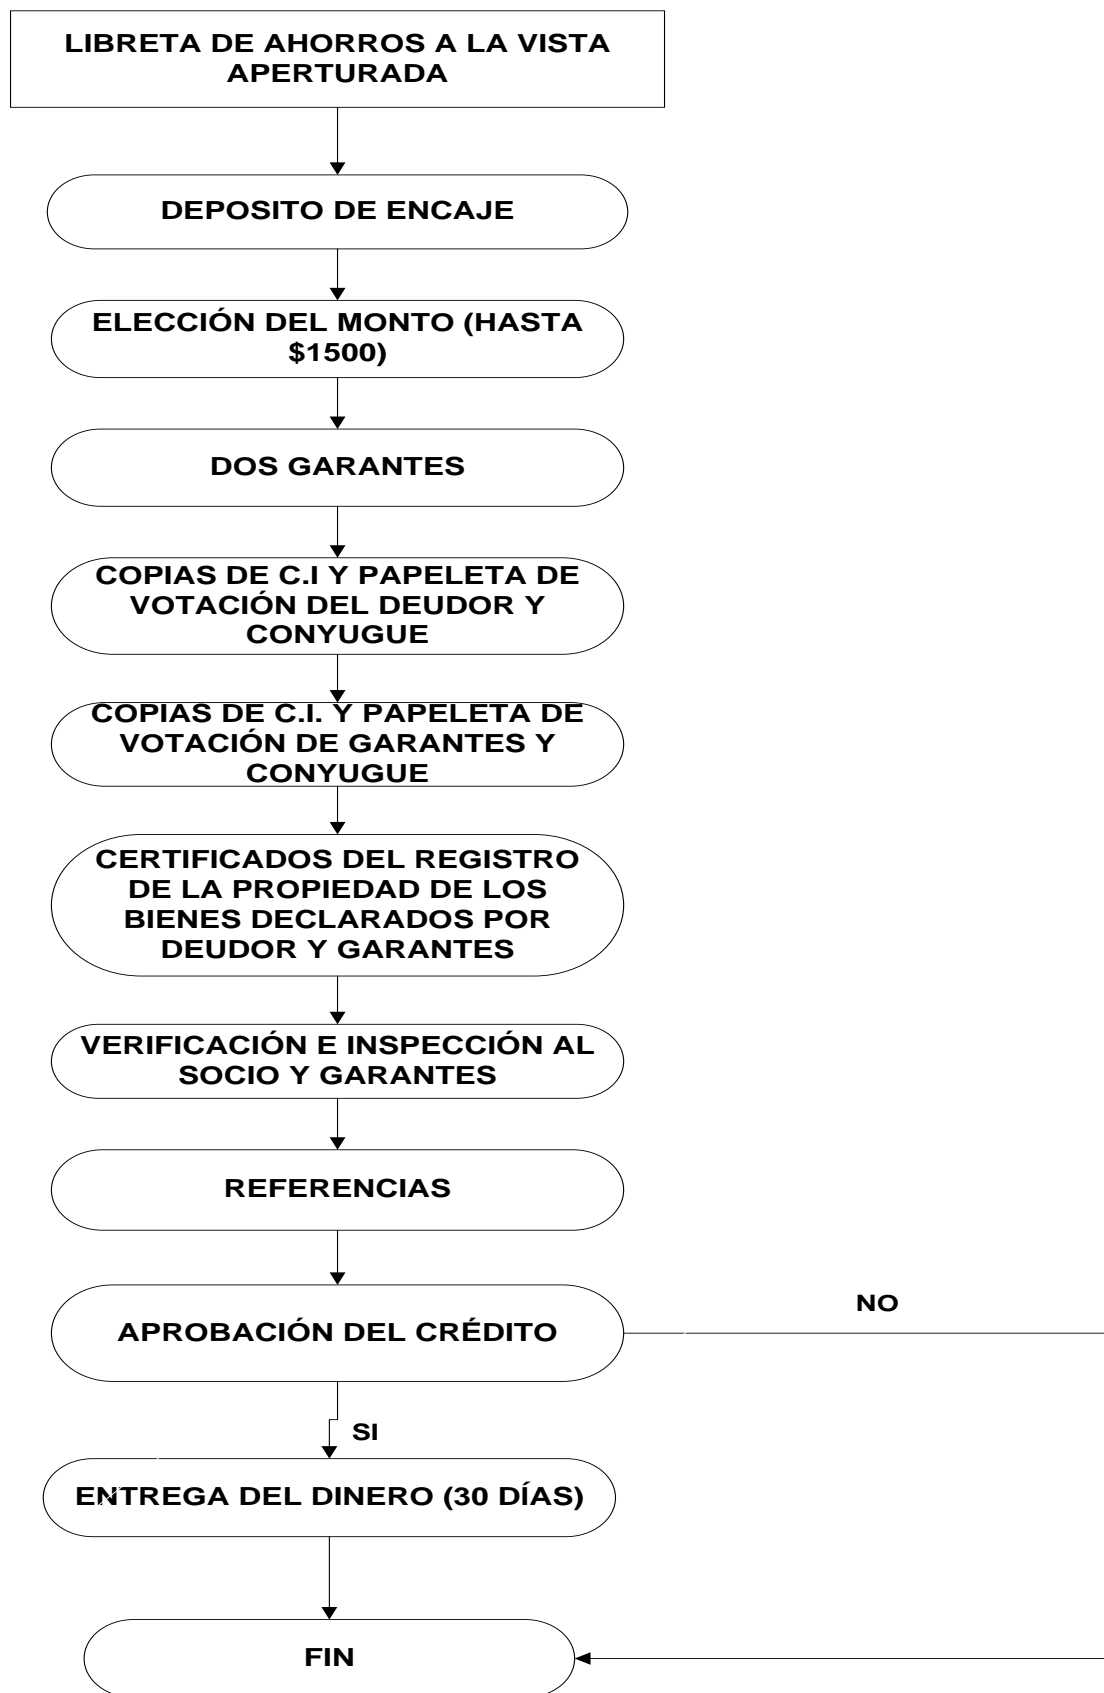 LIBRETA DE AHORROS A LA VISTA
APERTURADA
DEPOSITO DE ENCAJE
ELECCIÓN DEL MONTO (HASTA
$1500)
DOS GARANTES
COPIAS DE C.I Y PAPELETA DE
VOTACIÓN DEL DEUDOR Y
CONYUGUE
COPIAS DE C.I. Y PAPELETA DE
VOTACIÓN DE GARANTES Y
CONYUGUE
CERTIFICADOS DEL REGISTRO
DE LA PROPIEDAD DE LOS
BIENES DECLARADOS POR
DEUDOR Y GARANTES
VERIFICACIÓN E INSPECCIÓN AL
SOCIO Y GARANTES
REFERENCIAS
NO
APROBACIÓN DEL CRÉDITO
SI
ENTREGA DEL DINERO (30 DÍAS)
FIN